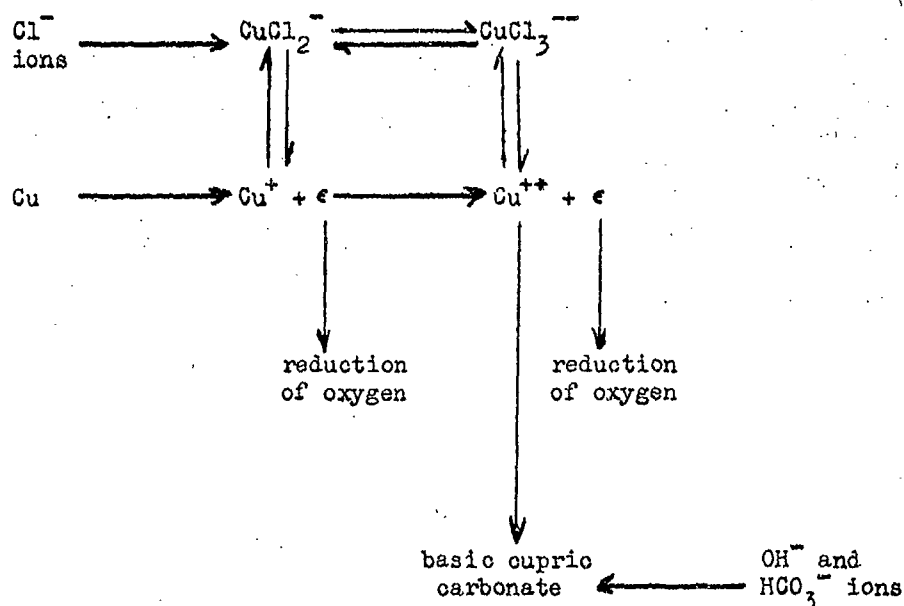 Cl⁻ ions
CuCl₂⁻
CuCl₃⁻⁻
Cu
Cu⁺ + ϵ
Cu⁺⁺ + ϵ
reduction
of oxygen
reduction
of oxygen
basic cupric
carbonate
OH⁻ and
HCO₃⁻ ions